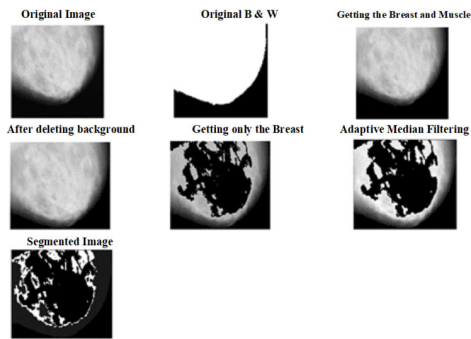 Original Image
Original B & W
Getting the Breast and Muscle
After deleting background
Getting only the Breast
Adaptive Median Filtering
Segmented Image